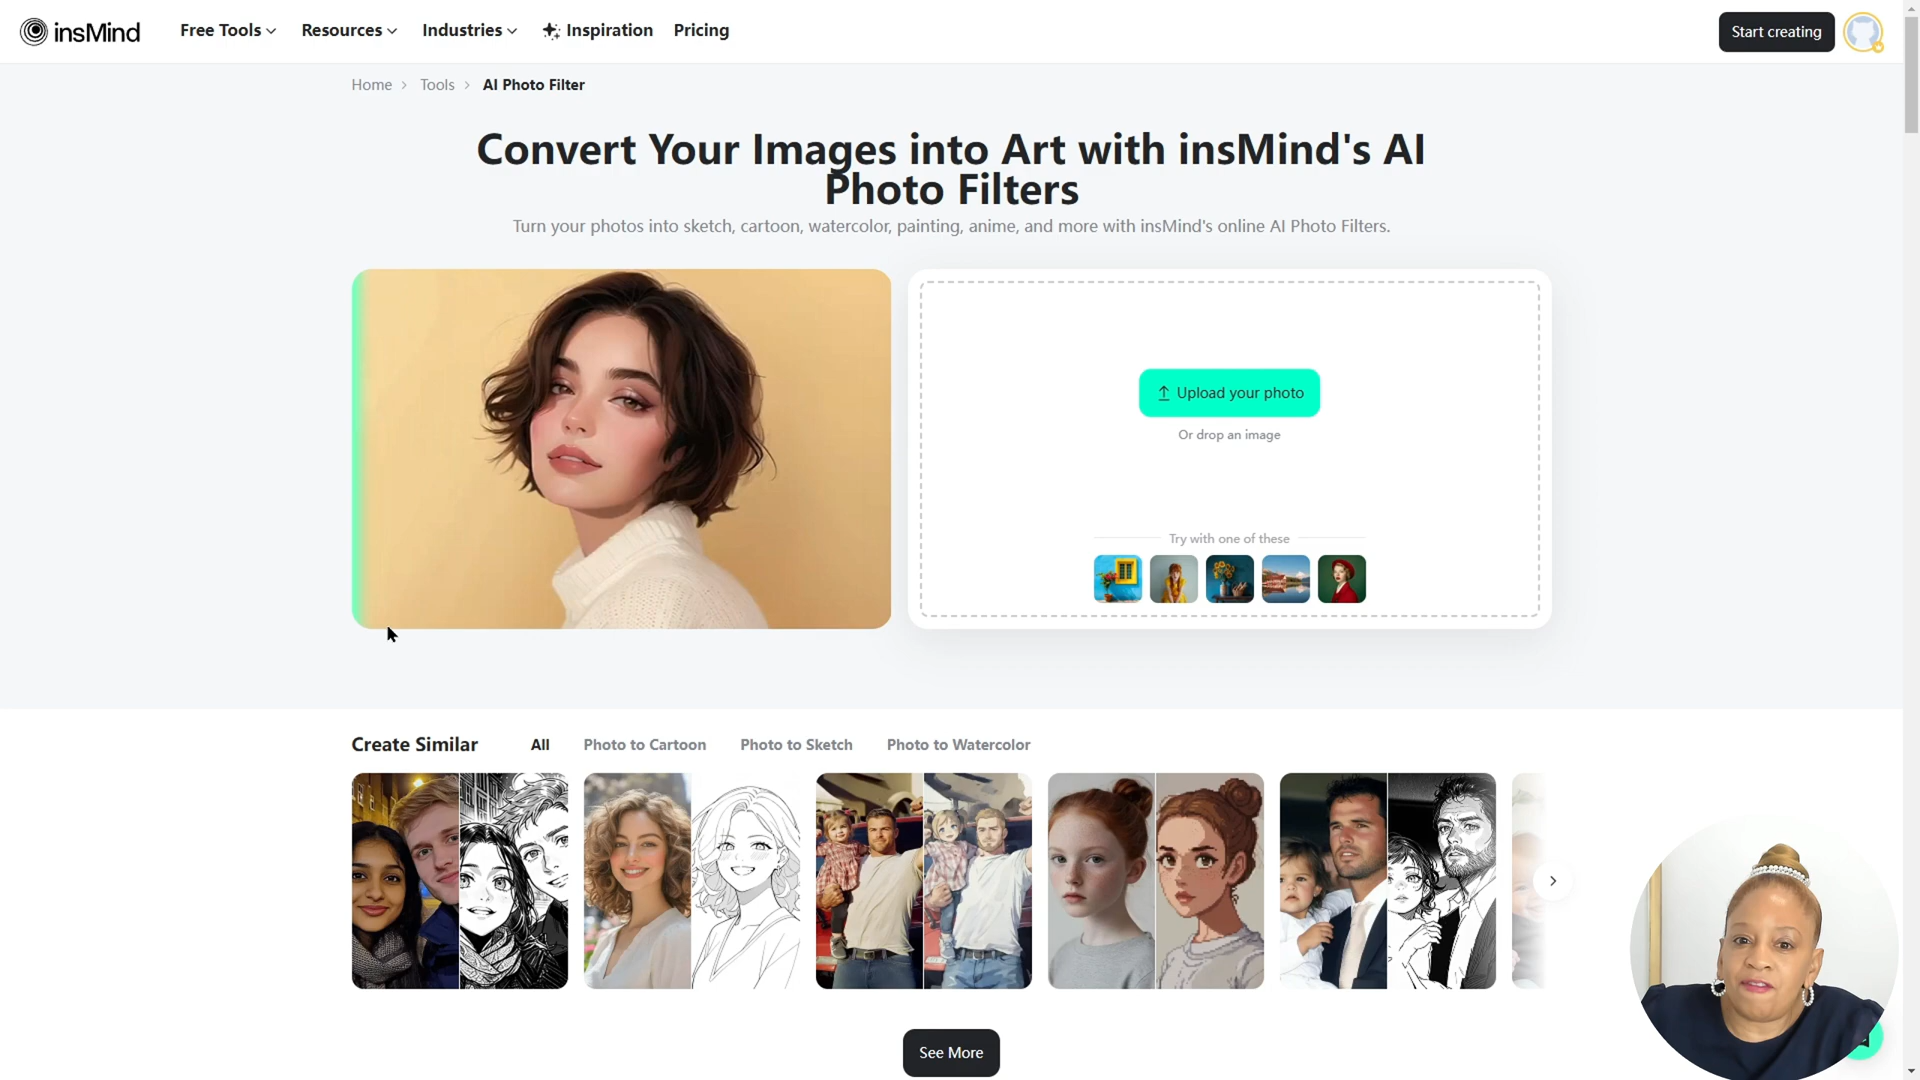 insMind
Free Tools
Resources
Industries
Inspiration
Pricing
Start creating
Home > Tools > AI Photo Filter
Convert Your Images into Art with insMind's AI
Photo Filters
Turn your photos into sketch, cartoon, watercolor, painting, anime, and more with insMind's online AI Photo Filters.
Upload your photo
Or drop an image
Try with one of these
Create Similar
All
Photo to Cartoon
Photo to Sketch
Photo to Watercolor
See More